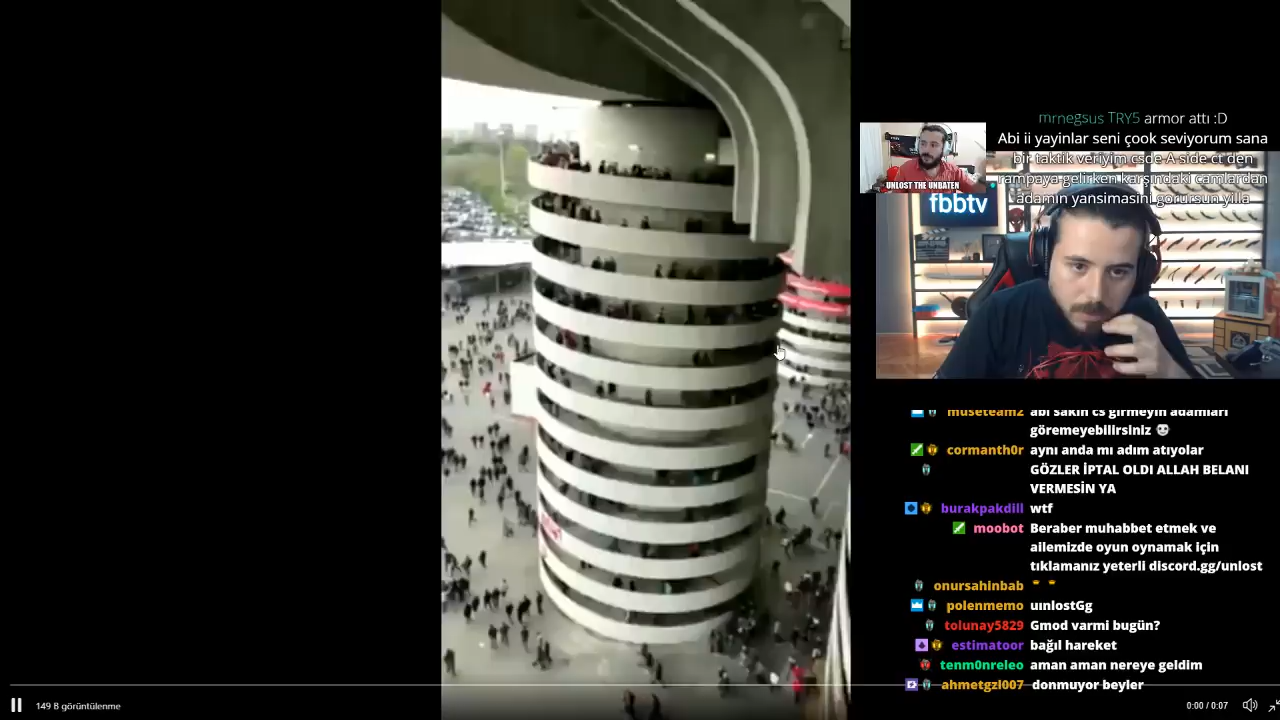 mrnegsus TRY5 armor attı :D
Abi ii yayinlar seni çook seviyorum sana
bir taktik veriyim csde A side ct den
rampaya gelirken karşındaki camlardan
adamın yansimasini gorursun yilla
UNLOST THE UNBATEN
fbbtv
museteam2 abi sakin cs girmeyin adamları
göremeyebilirsiniz
cormanth0r aynı anda mı adım atıyolar
GÖZLER İPTAL OLDI ALLAH BELANI
VERMESİN YA
burakpakdill wtf
moobot Beraber muhabbet etmek ve
ailemizde oyun oynamak için
tıklamanız yeterli discord.gg/unlost
onursahinbab
polenmemo uınlostGg
tolunay5829 Gmod varmi bugün?
estimatoor bağıl hareket
tenm0nreleo aman aman nereye geldim
ahmetgzl007 donmuyor beyler
149 B görüntülenme
0:00 / 0:07